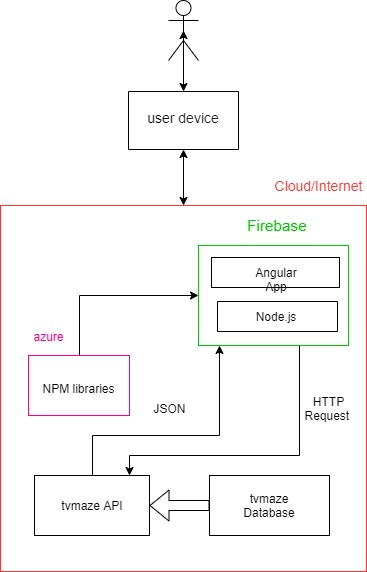 user device
Cloud/Internet
Firebase
Angular
App
Node.js
azure
NPM libraries
JSON
HTTP
Request
tvmaze API
tvmaze
Database